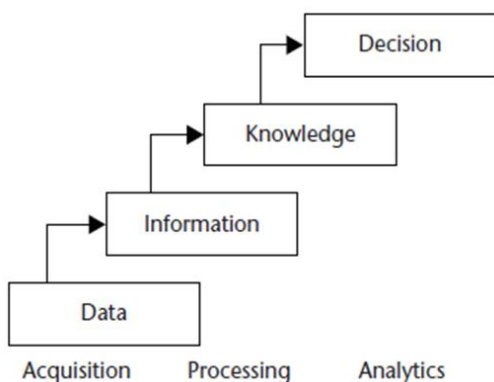 Decision
Knowledge
Information
Data
Acquisition Processing Analytics